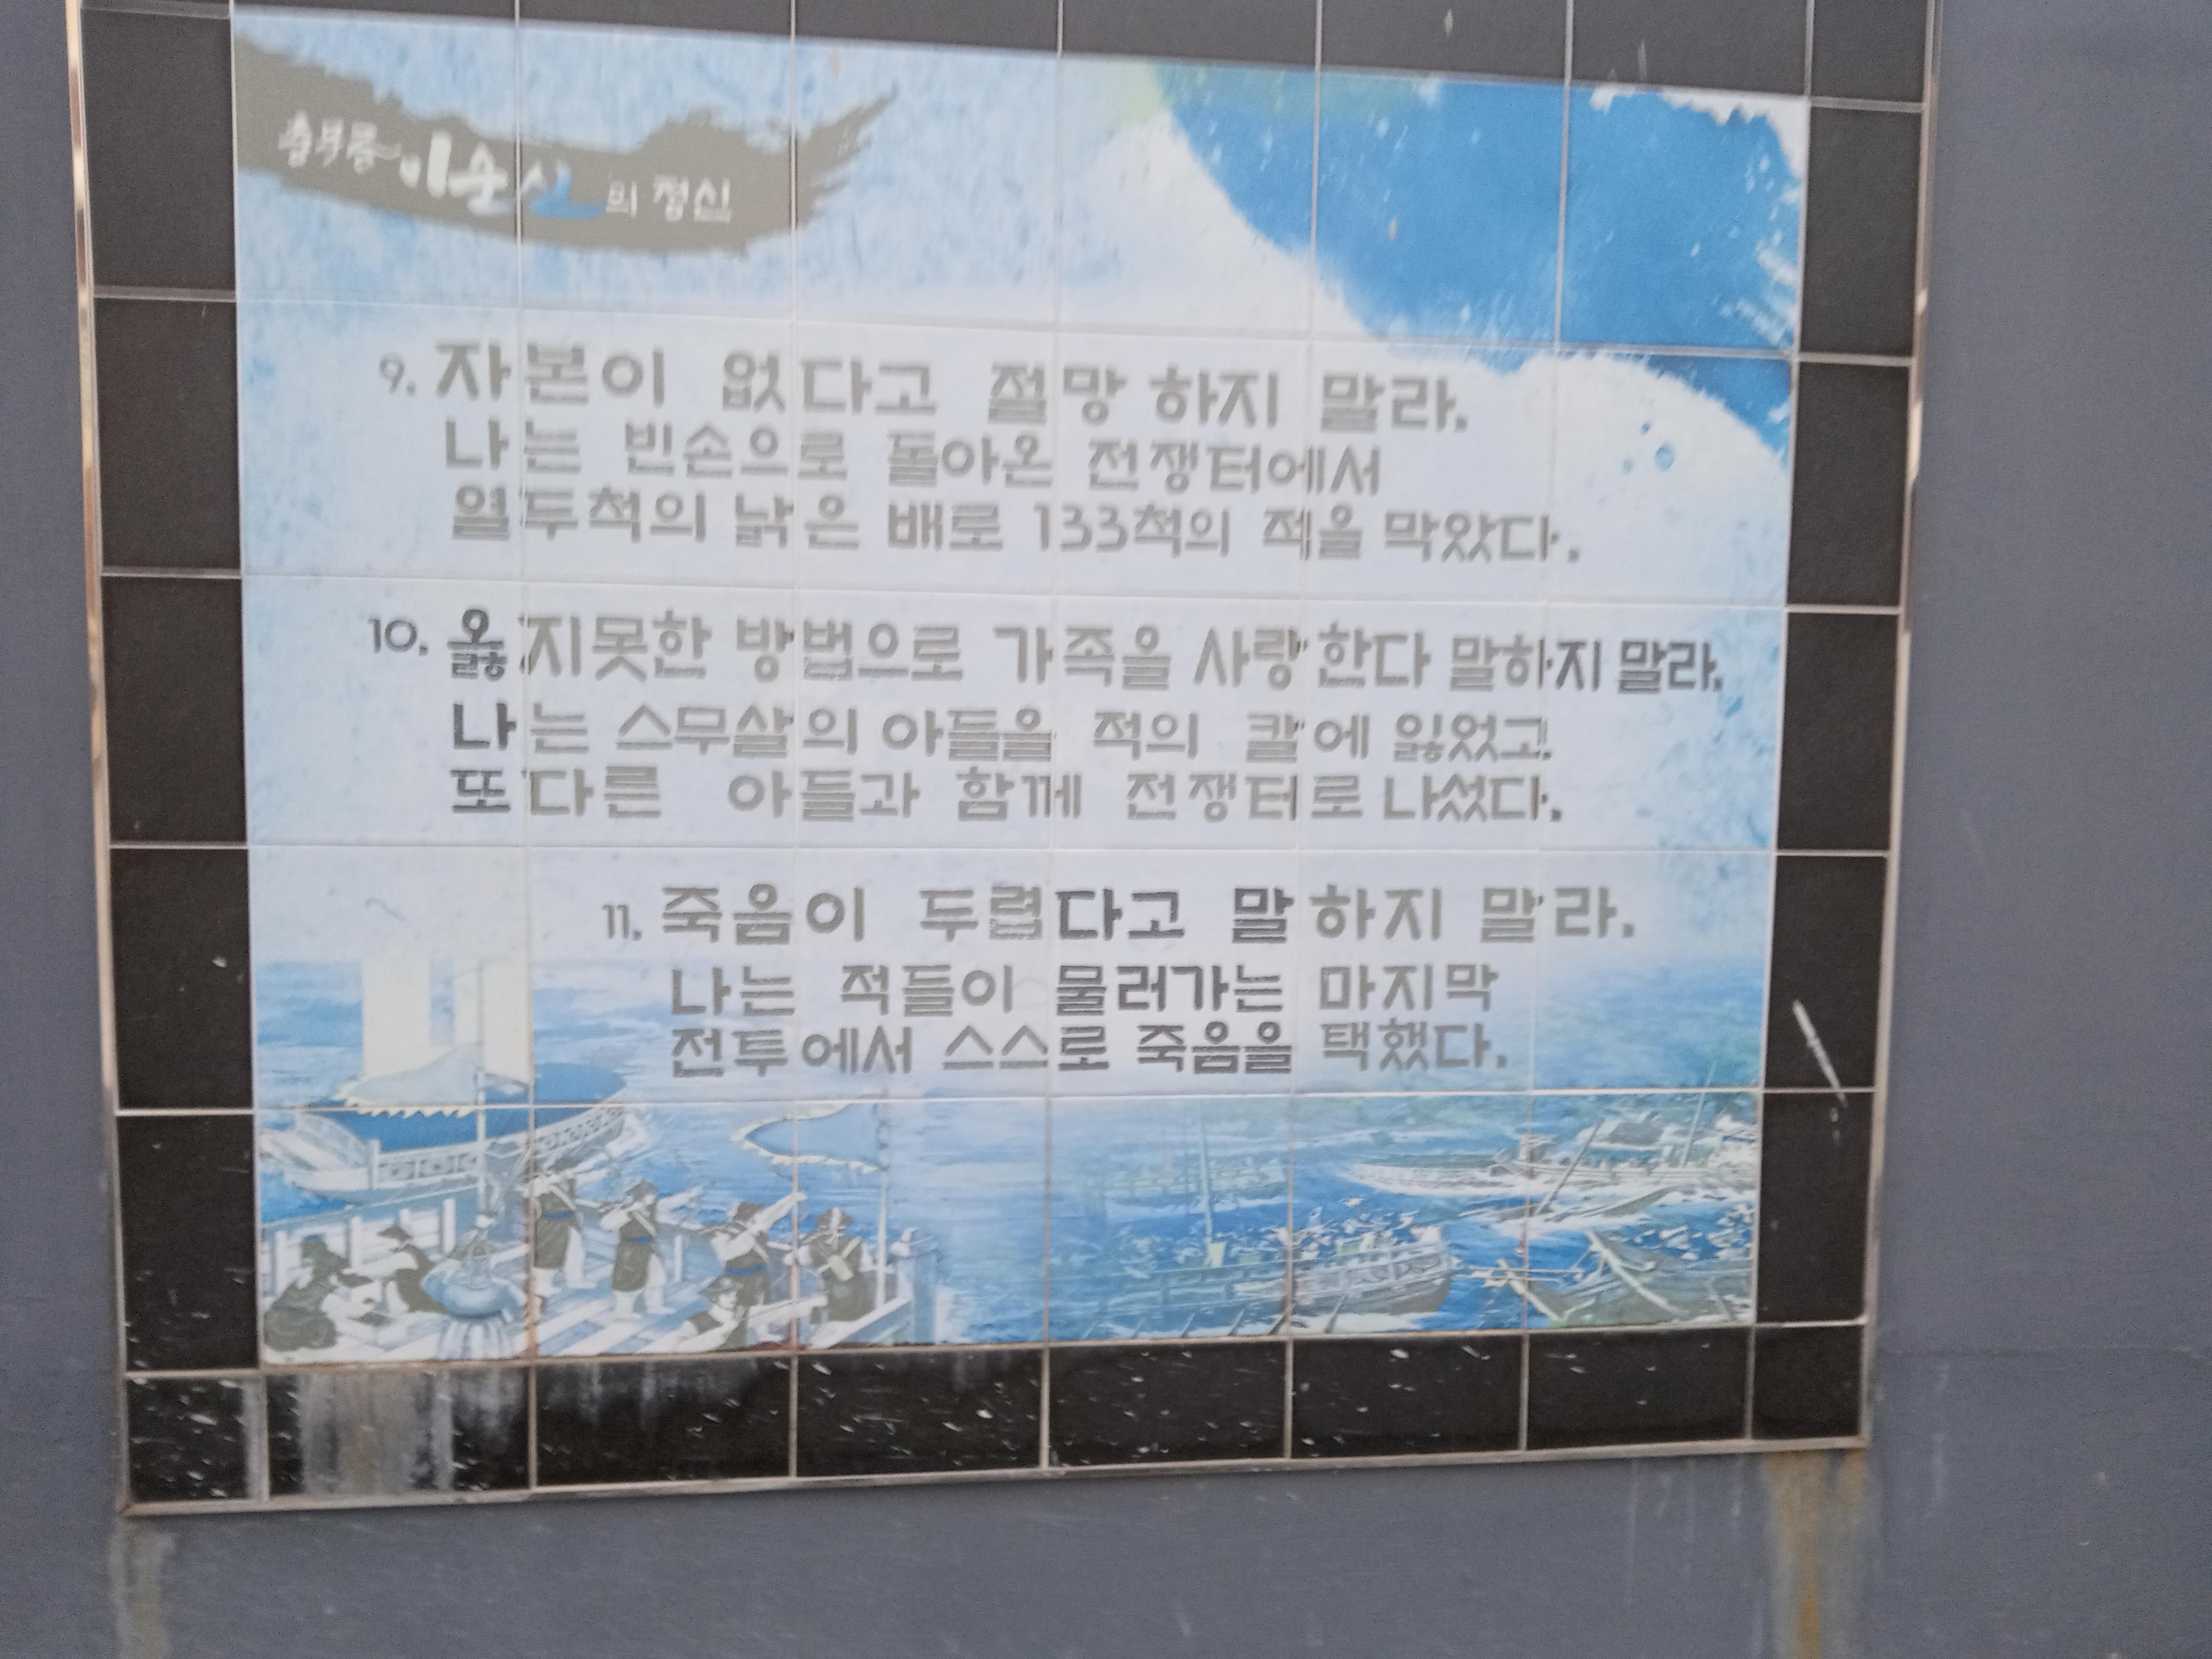 충무공 이순신의 정신
9. 자본이 없다고 절망 하지 말라.
나는 빈손으로 돌아온 전쟁터에서
열두척의 낡은 배로 133척의 적을 막았다.
10. 옳지못한 방법으로 가족을 사랑한다 말하지 말라.
나는 스무살의 아들을 적의 칼에 잃었고.
또다른 아들과 함께 전쟁터로 나섰다.
11. 죽음이 두렵다고 말하지 말라.
나는 적들이 물러가는 마지막
전투에서 스스로 죽음을 택했다.